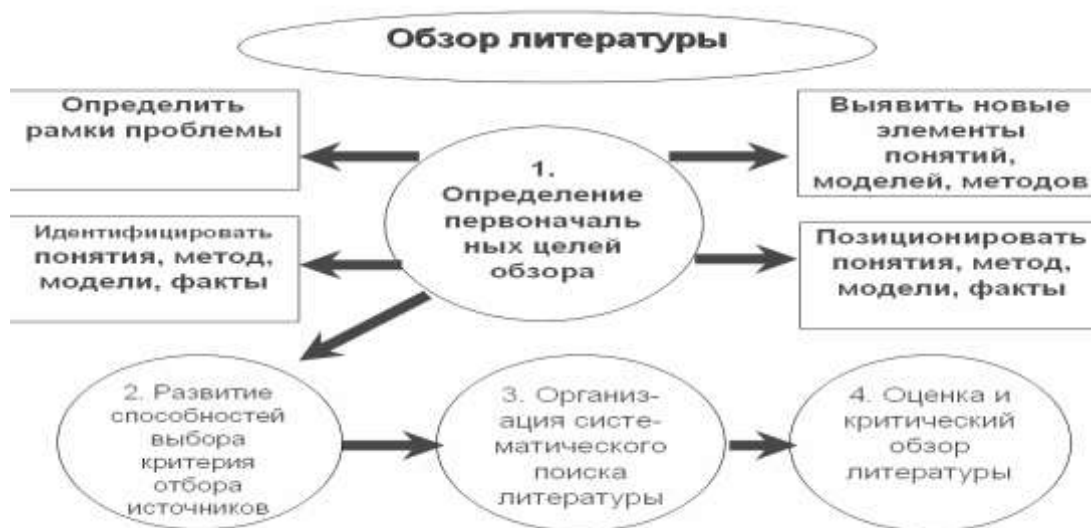 Обзор литературы
Определить
рамки проблемы
Выявить новые
элементы
понятий,
моделей, методов
1.
Определение
первоначаль
ных целей
обзора
Идентифицировать
понятия, метод,
модели, факты
Позиционировать
понятия, метод,
модели, факты
2. Развитие
способностей
выбора
критерия
отбора
источников
3. Организ-
ация систе-
матического
поиска
литературы
4. Оценка и
критический
обзор
литературы